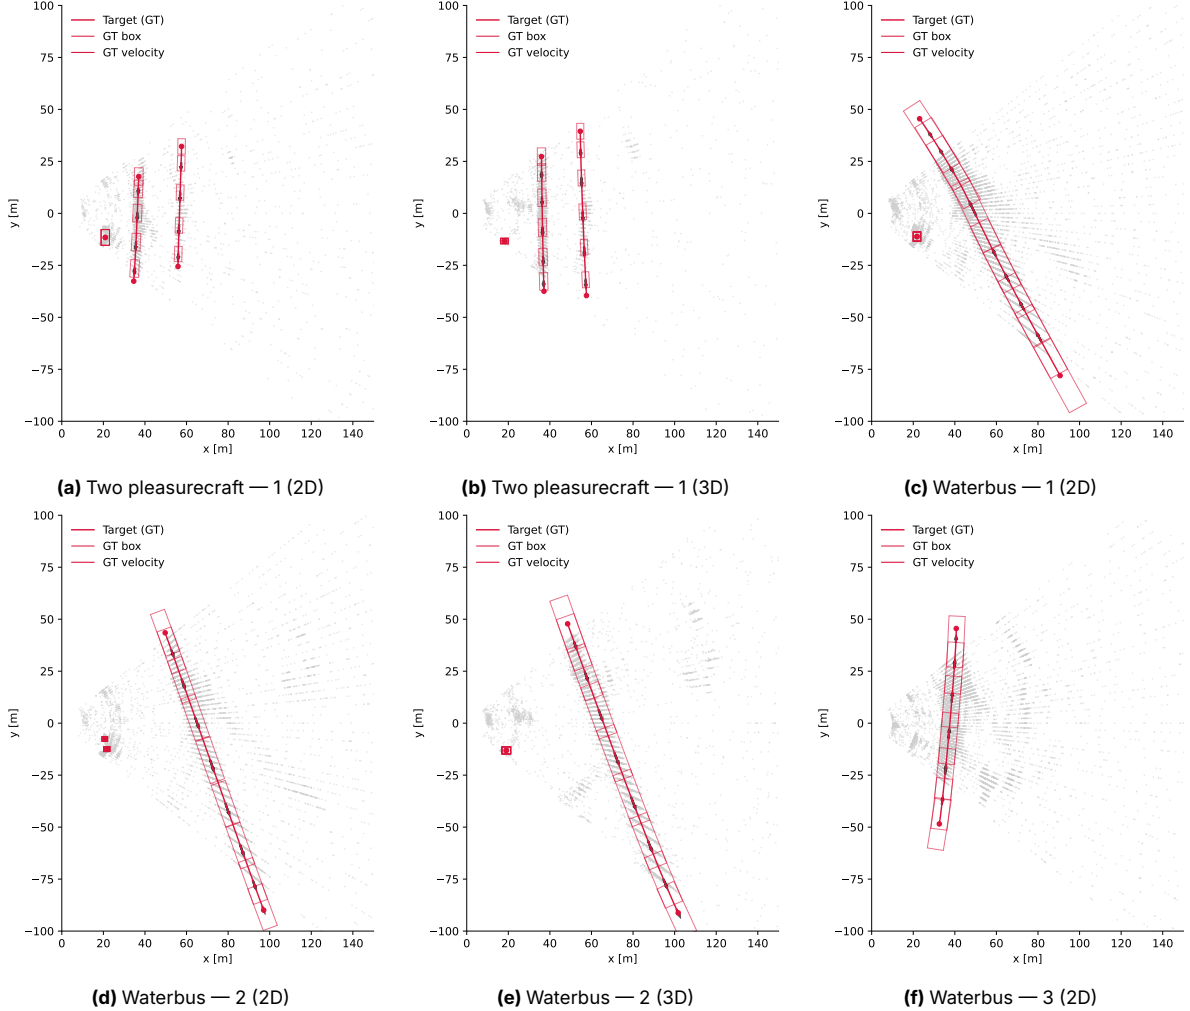 100
75
50
25
0
−25
−50
−75
−100
y [m]
Target (GT)
GT box
GT velocity
0 20 40 60 80 100 120 140
x [m]
(a) Two pleasurecraft — 1 (2D)
100
75
50
25
0
−25
−50
−75
−100
y [m]
Target (GT)
GT box
GT velocity
0 20 40 60 80 100 120 140
x [m]
(b) Two pleasurecraft — 1 (3D)
100
75
50
25
0
−25
−50
−75
−100
y [m]
Target (GT)
GT box
GT velocity
0 20 40 60 80 100 120 140
x [m]
(c) Waterbus — 1 (2D)
100
75
50
25
0
−25
−50
−75
−100
y [m]
Target (GT)
GT box
GT velocity
0 20 40 60 80 100 120 140
x [m]
(d) Waterbus — 2 (2D)
100
75
50
25
0
−25
−50
−75
−100
y [m]
Target (GT)
GT box
GT velocity
0 20 40 60 80 100 120 140
x [m]
(e) Waterbus — 2 (3D)
100
75
50
25
0
−25
−50
−75
−100
y [m]
Target (GT)
GT box
GT velocity
0 20 40 60 80 100 120 140
x [m]
(f) Waterbus — 3 (2D)